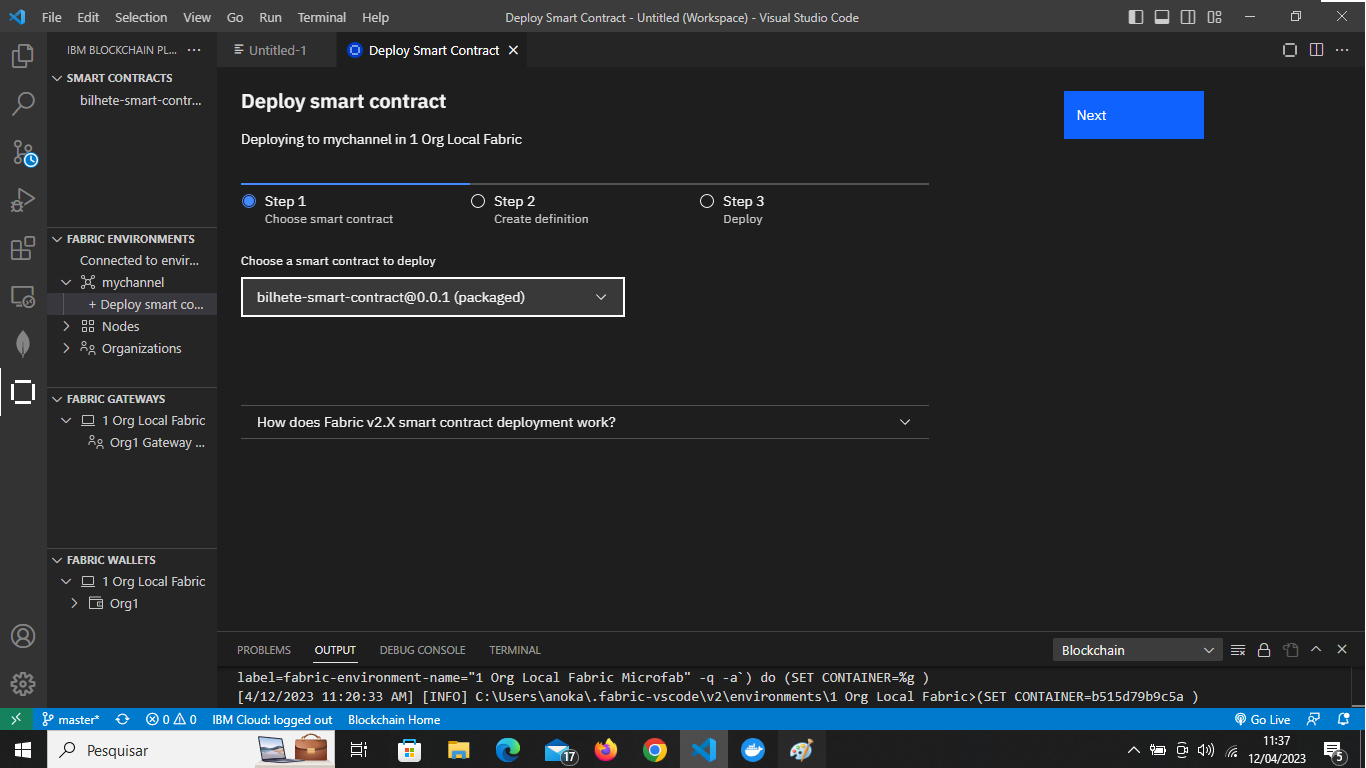 File Edit Selection View Go Run Terminal Help
Deploy Smart Contract - Untitled (Workspace) - Visual Studio Code
IBM BLOCKCHAIN PL...
SMART CONTRACTS
bilhete-smart-contr...
FABRIC ENVIRONMENTS
Connected to envir...
mychannel
+ Deploy smart co...
Nodes
Organizations
FABRIC GATEWAYS
1 Org Local Fabric
Org1 Gateway ...
FABRIC WALLETS
1 Org Local Fabric
Org1
Untitled-1
Deploy Smart Contract
Deploy smart contract
Deploying to mychannel in 1 Org Local Fabric
Next
Step 1
Choose smart contract
Step 2
Create definition
Step 3
Deploy
Choose a smart contract to deploy
bilhete-smart-contract@0.0.1 (packaged)
How does Fabric v2.X smart contract deployment work?
PROBLEMS OUTPUT DEBUG CONSOLE TERMINAL
Blockchain
label=fabric-environment-name="1 Org Local Fabric Microfab" -q -a`) do (SET CONTAINER=%g )
[4/12/2023 11:20:33 AM] [INFO] C:\Users\anoka\.fabric-vscode\v2\environments\1 Org Local Fabric>(SET CONTAINER=b515d79b9c5a )
master* 0 0 IBM Cloud: logged out Blockchain Home
Go Live
Pesquisar
17
11:37
12/04/2023
5